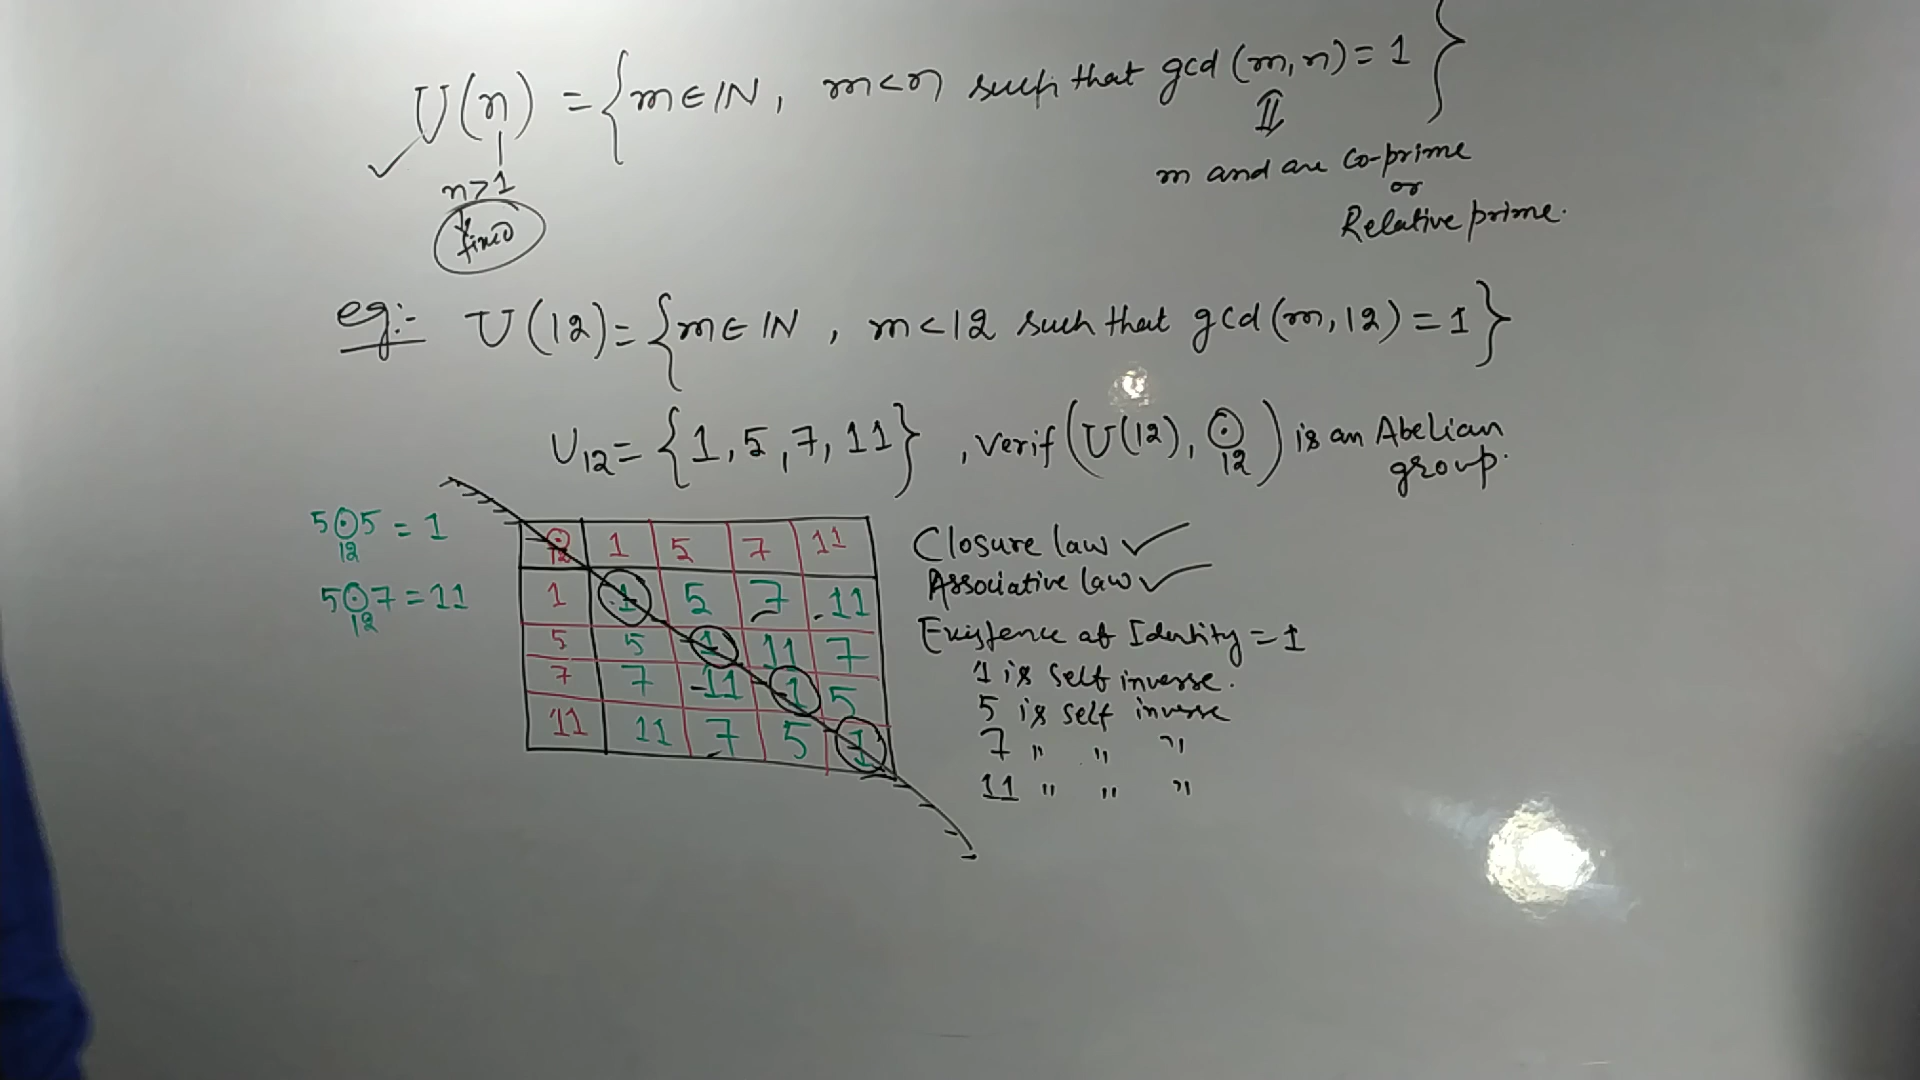 U(n) = {m∈IN, m<n such that gcd(m,n)=1}
n>1
fixed
m and are Co-prime
or
Relative prime.
eg:- U(12)={m∈IN, m<12 such that gcd(m,12)=1}
U12={1,5,7,11}, verif (U(12), ⊙12) is an Abelian
group.
5⊙12 5 = 1
5⊙12 7 = 11
⊙12 1 5 7 11
1 1 5 7 11
5 5 1 11 7
7 7 11 1 5
11 11 7 5 1
Closure law ✓
Associative law ✓
Existence of Identity = 1
1 is self inverse.
5 is self inverse
7 " " "
11 " " "